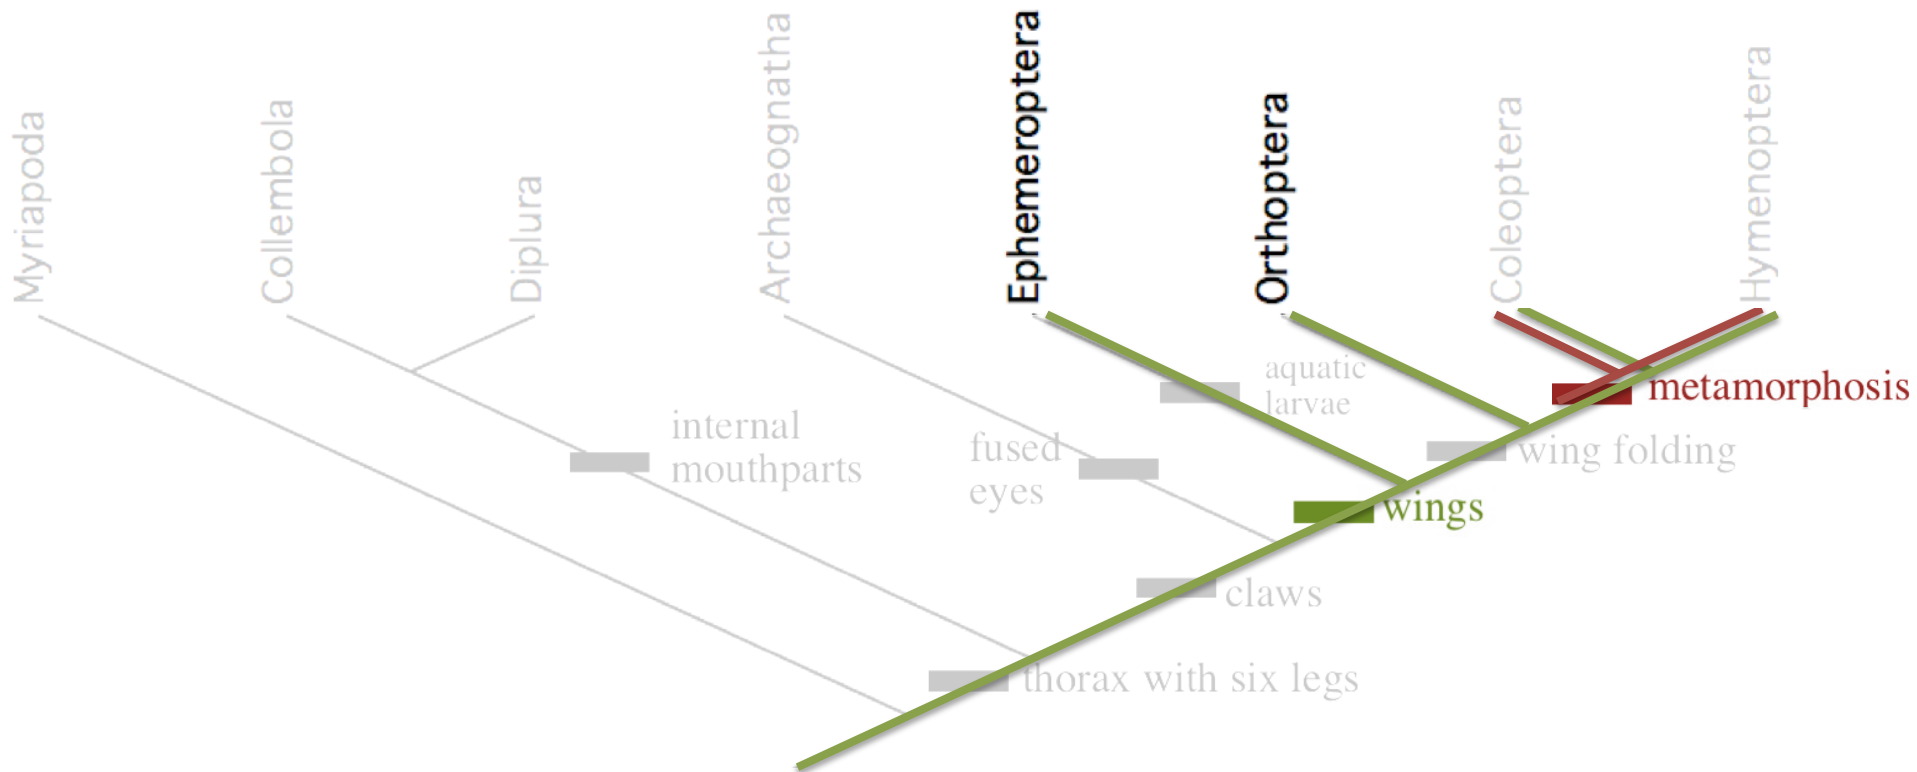 Myriapoda
Collembola
Diplura
Archaeognatha
Ephemeroptera
Orthoptera
Coleoptera
Hymenoptera
aquatic
larvae
metamorphosis
internal
mouthparts
fused
eyes
wing folding
wings
claws
thorax with six legs